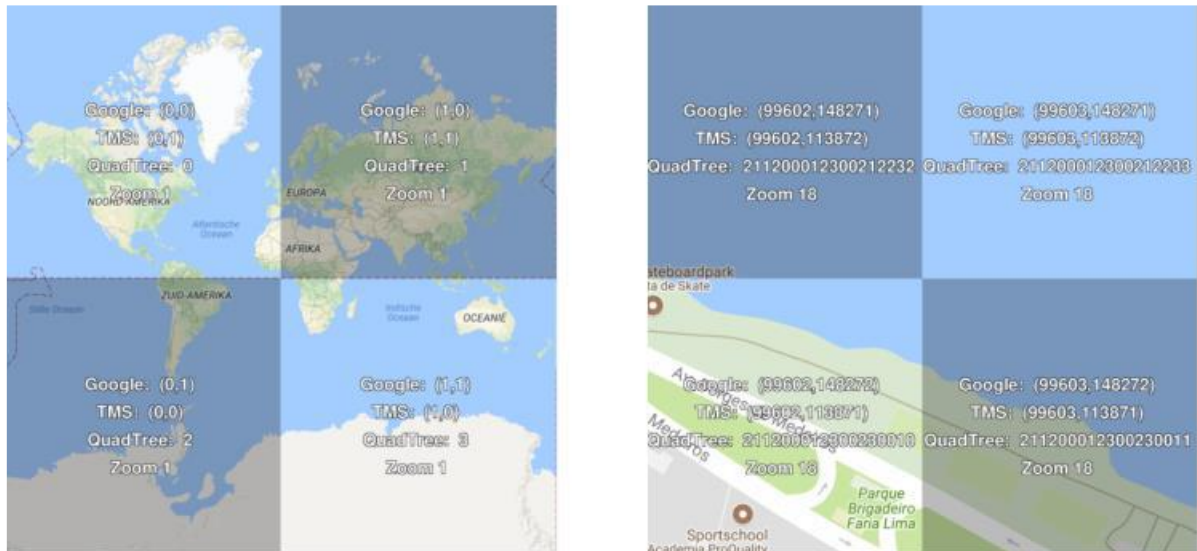 Google: (0,0)
TMS: (0,1)
QuadTree: 0
Zoom 1
NOORD-AMERIKA
Atlantische
Oceaan
Google: (1,0)
TMS: (1,1)
QuadTree: 1
Zoom 1
EUROPA
AFRIKA
ZUID-AMERIKA
Stille Oceaan
Google: (0,1)
TMS: (0,0)
QuadTree: 2
Zoom 1
Indische
Oceaan
OCEANIË
Google: (1,1)
TMS: (1,0)
QuadTree: 3
Zoom 1
Google: (99602,148271)
TMS: (99602,113872)
QuadTree: 211200012300212232
Zoom 18
Google: (99603,148271)
TMS: (99603,113872)
QuadTree: 211200012300212233
Zoom 18
ateboardpark
ta de Skate
Google: (99602,148272)
TMS: (99602,113871)
QuadTree: 211200012300230010
Zoom 18
Medeiros
Google: (99603,148272)
TMS: (99603,113871)
QuadTree: 211200012300230011
Zoom 18
Parque
Brigadeiro
Faria Lima
Sportschool
Academia ProQuality